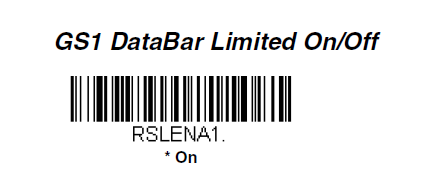 GS1 DataBar Limited On/Off
RSLENA1.
* On